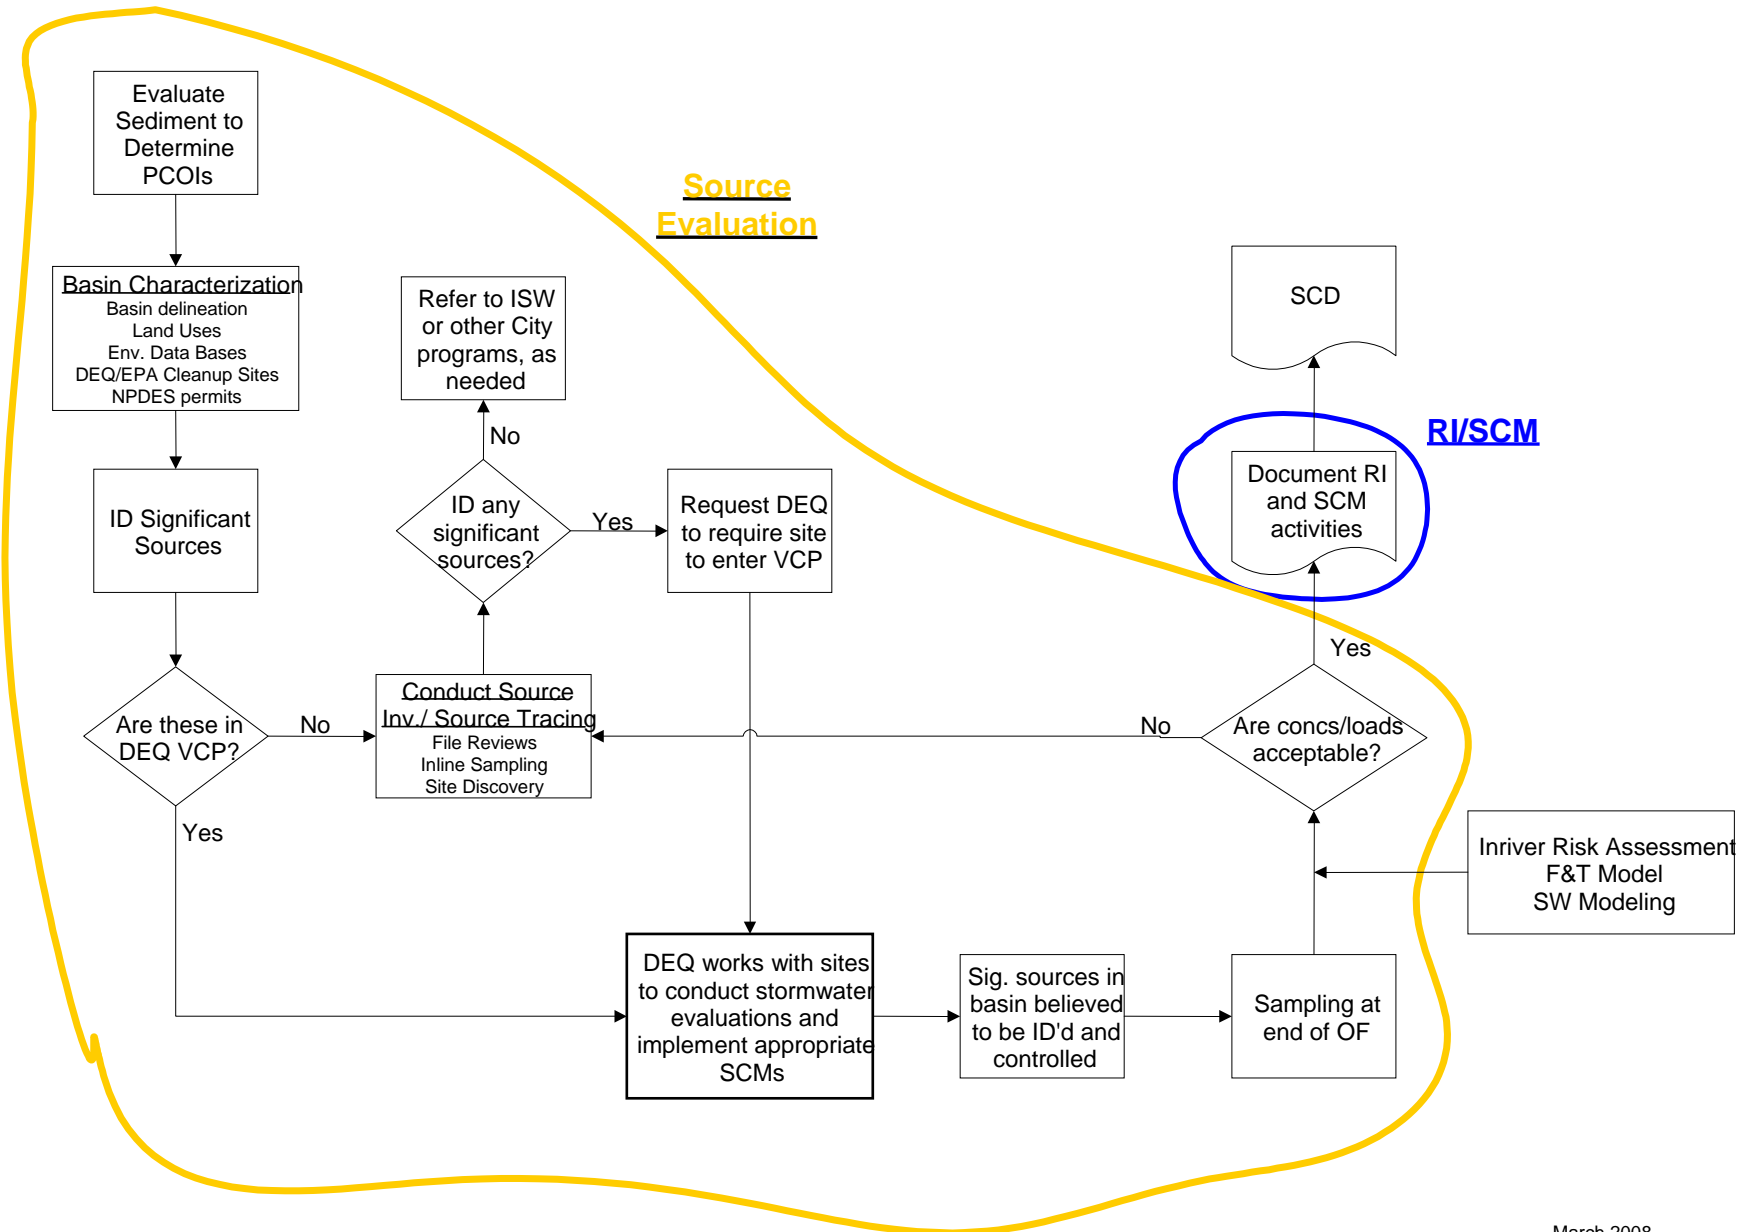 Evaluate
Sediment to
Determine
PCOIs
Source
Evaluation
Basin Characterization
Basin delineation
Land Uses
Env. Data Bases
DEQ/EPA Cleanup Sites
NPDES permits
Refer to ISW
or other City
programs, as
needed
SCD
No
RI/SCM
ID Significant
Sources
ID any
significant
sources?
Yes
Request DEQ
to require site
to enter VCP
Document RI
and SCM
activities
Yes
Are these in
DEQ VCP?
No
Conduct Source
Inv./ Source Tracing
File Reviews
Inline Sampling
Site Discovery
No
Are concs/loads
acceptable?
Yes
Inriver Risk Assessment
F&T Model
SW Modeling
DEQ works with sites
to conduct stormwater
evaluations and
implement appropriate
SCMs
Sig. sources in
basin believed
to be ID'd and
controlled
Sampling at
end of OF
March 2008